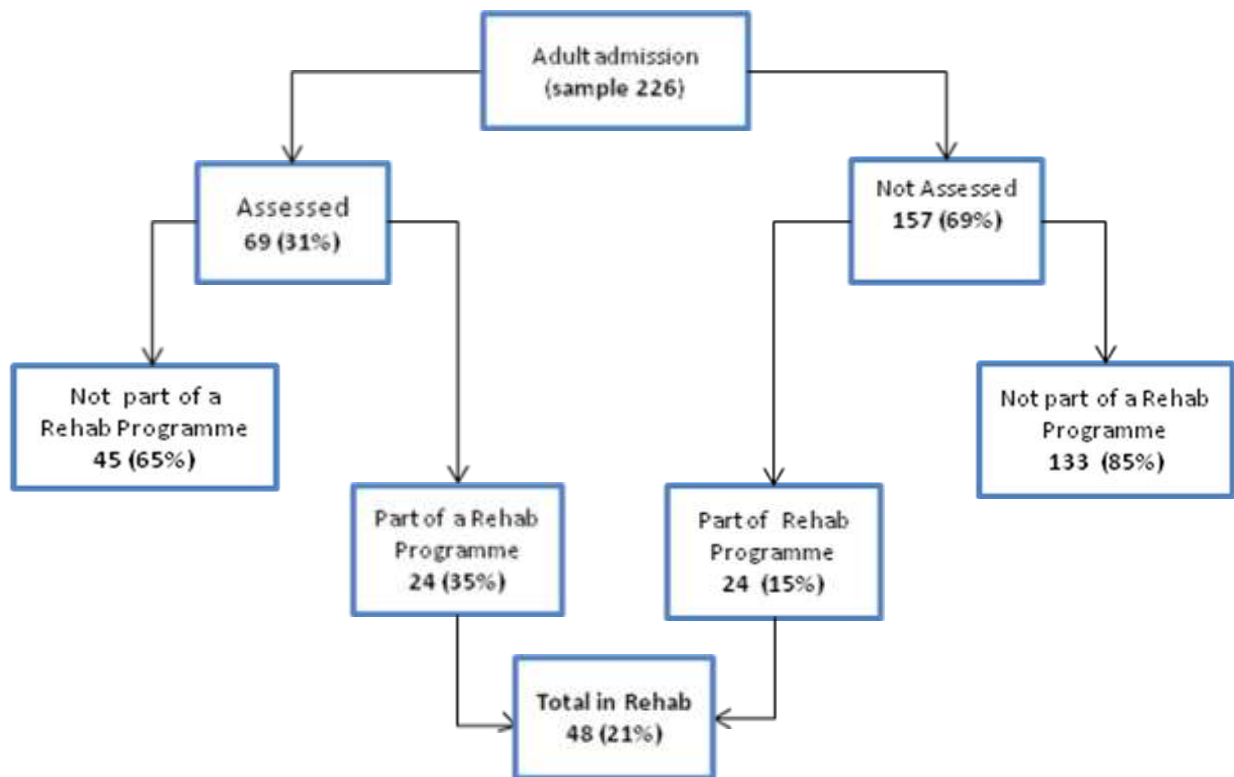 Adult admission
(sample 226)
Assessed
69 (31%)
Not Assessed
157 (69%)
Not part of a
Rehab Programme
45 (65%)
Part of a Rehab
Programme
24 (35%)
Part of Rehab
Programme
24 (15%)
Not part of a Rehab
Programme
133 (85%)
Total in Rehab
48 (21%)